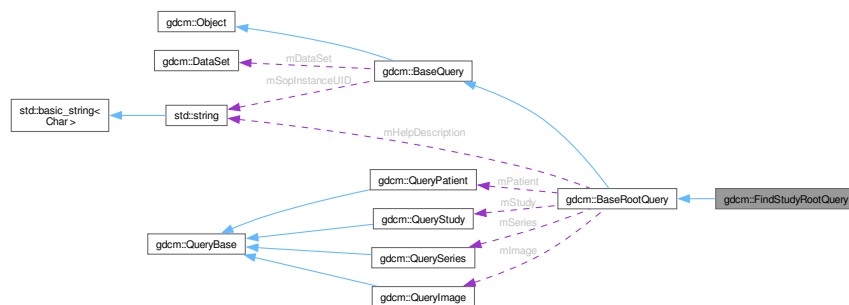 gdcm::Object
gdcm::DataSet
mDataSet
gdcm::BaseQuery
mSopInstanceUID
std::basic_string<
Char >
std::string
mHelpDescription
gdcm::QueryPatient
mPatient
gdcm::BaseRootQuery
gdcm::FindStudyRootQuery
mStudy
gdcm::QueryStudy
mSeries
gdcm::QueryBase
gdcm::QuerySeries
mImage
gdcm::QueryImage